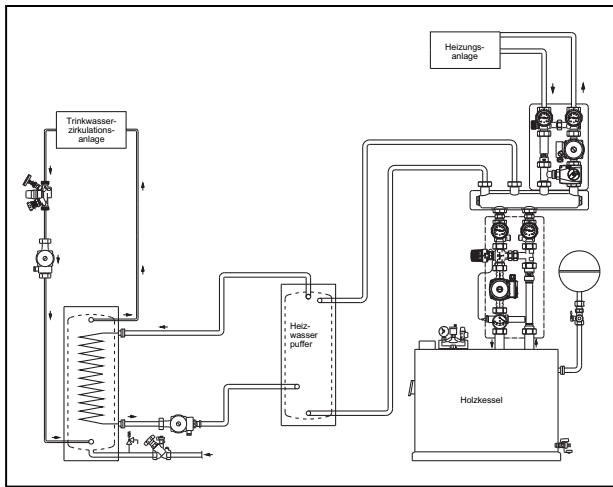 Heizungs-
anlage
Trinkwasser-
zirkulations-
anlage
Heiz-
wasser
puffer
Holzkessel